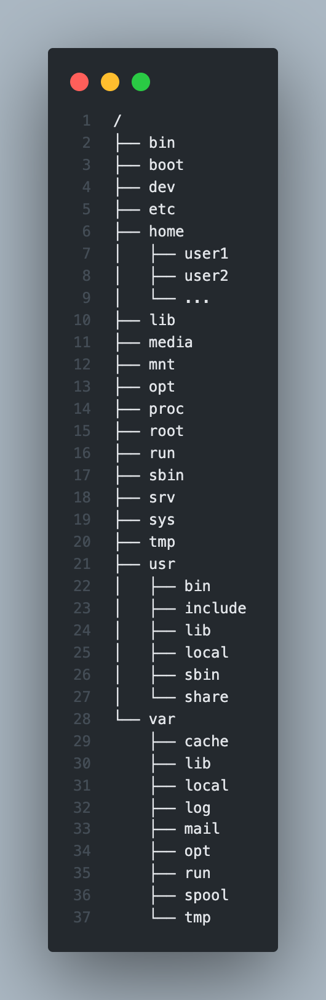 1 /
2 ├── bin
3 ├── boot
4 ├── dev
5 ├── etc
6 ├── home
7 │   ├── user1
8 │   ├── user2
9 │   └── ...
10 ├── lib
11 ├── media
12 ├── mnt
13 ├── opt
14 ├── proc
15 ├── root
16 ├── run
17 ├── sbin
18 ├── srv
19 ├── sys
20 ├── tmp
21 ├── usr
22 │   ├── bin
23 │   ├── include
24 │   ├── lib
25 │   ├── local
26 │   ├── sbin
27 │   └── share
28 └── var
29     ├── cache
30     ├── lib
31     ├── local
32     ├── log
33     ├── mail
34     ├── opt
35     ├── run
36     ├── spool
37     └── tmp